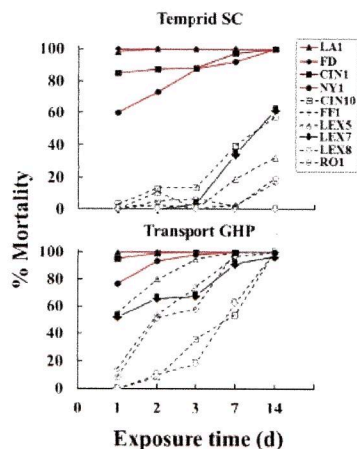 Temprid SC
100
80
60
40
20
0
LA1
FD
CIN1
NY1
CIN10
FF1
LEX5
LEX7
LEX8
RO1
% Mortality
Transport GHP
100
80
60
40
20
0
0 1 2 3 7 14
Exposure time (d)